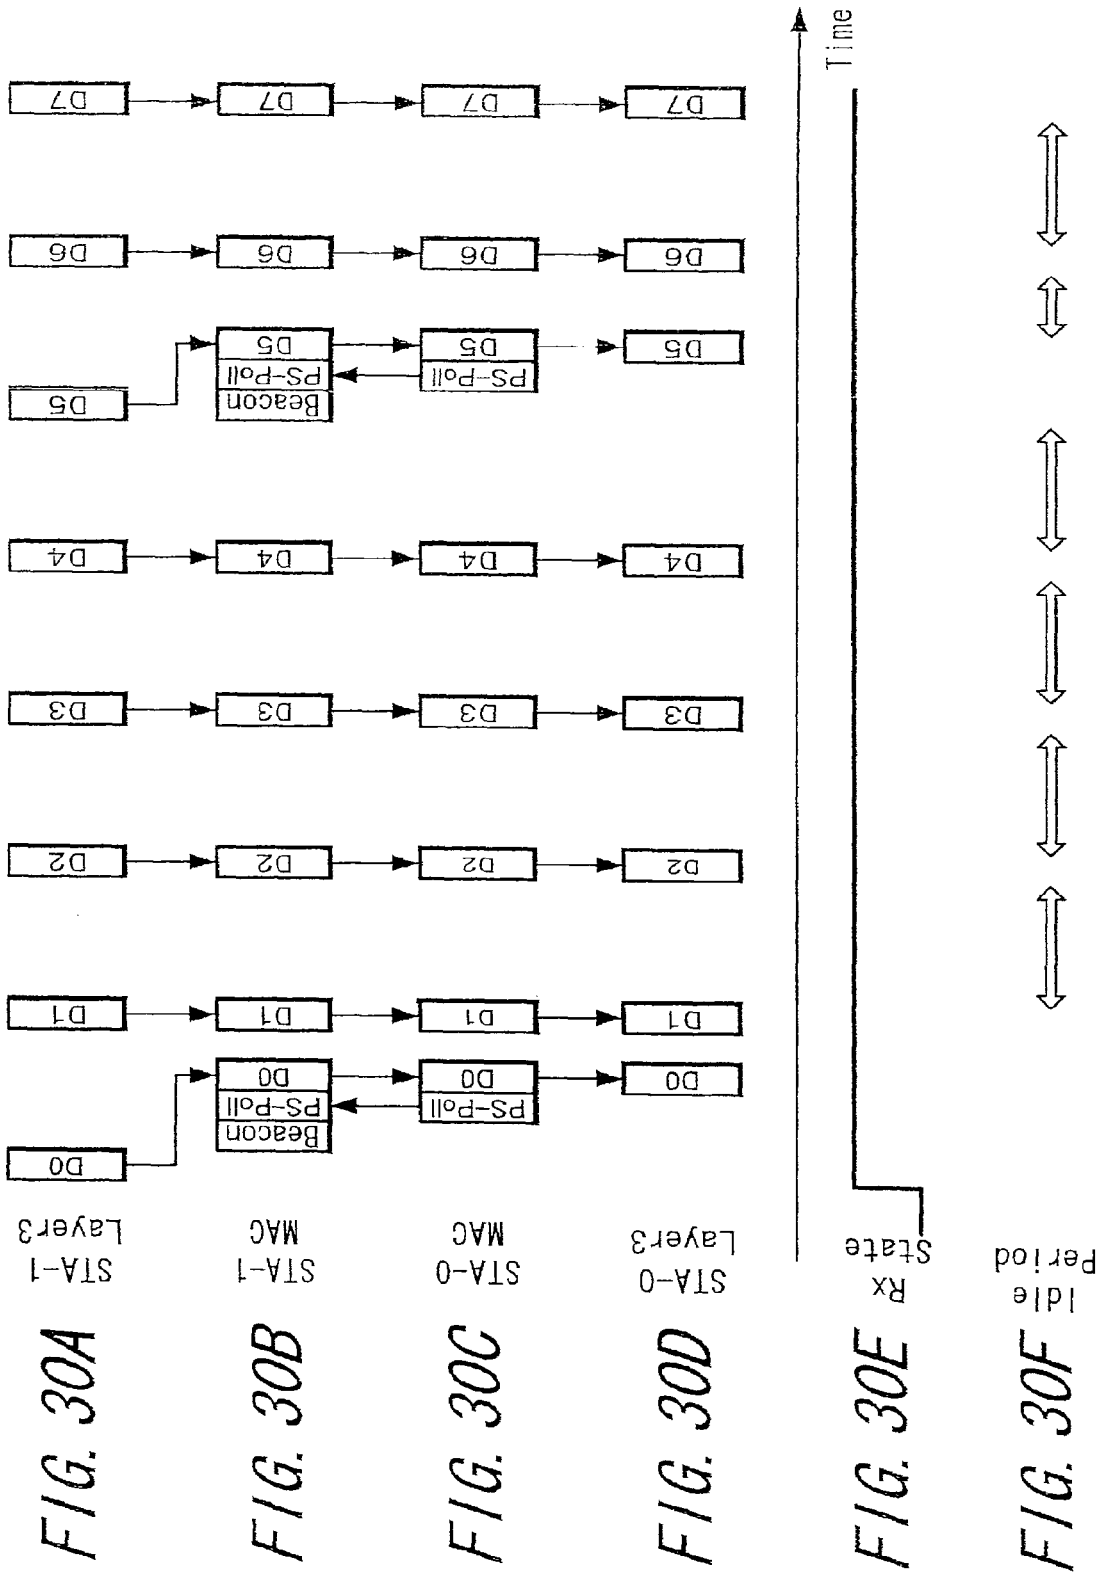 FIG. 30A
STA-1
Layer3
D0
D1
D2
D3
D4
D5
D6
D7
FIG. 30B
STA-1
MAC
Beacon
PS-Poll
D0
D1
D2
D3
D4
Beacon
PS-Poll
D5
D6
D7
FIG. 30C
STA-0
MAC
PS-Poll
D0
D1
D2
D3
D4
PS-Poll
D5
D6
D7
FIG. 30D
STA-0
Layer3
D0
D1
D2
D3
D4
D5
D6
D7
Time
FIG. 30E
Rx
State
FIG. 30F
Idle
Period